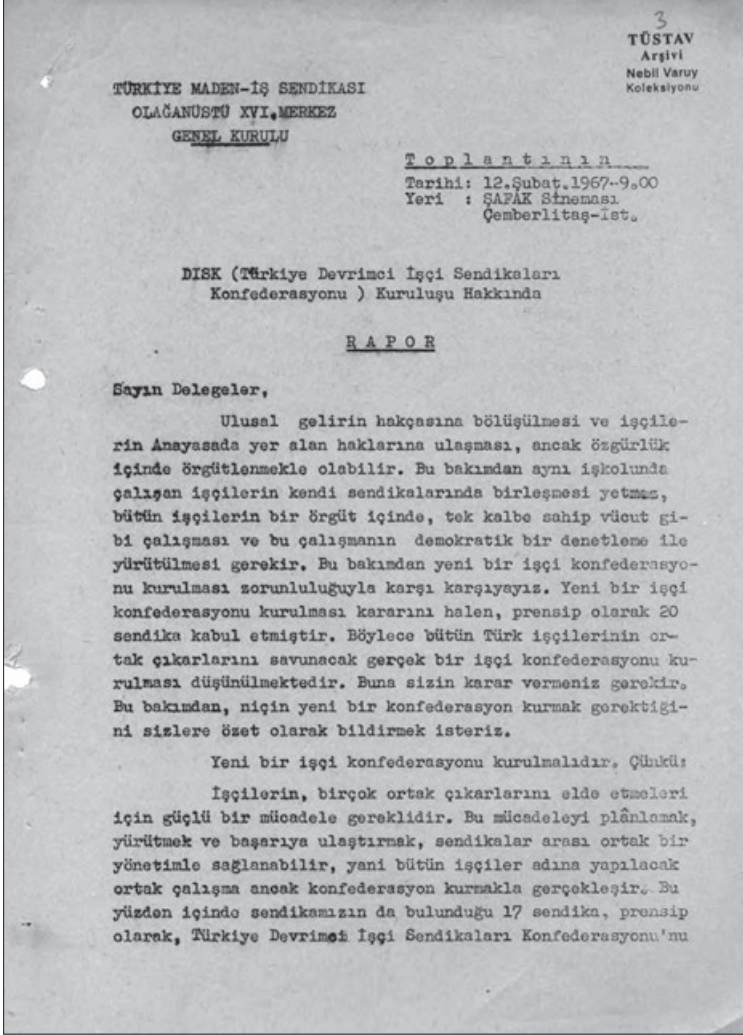 3
TÜSTAV
Arşivi
Nebil Varuy
Koleksiyonu
TÜRKİYE MADEN-İŞ SENDİKASI
OLAĞANÜSTÜ XVI.MERKEZ
GENEL KURULU
T o p l a n t ı n ı n
Tarihi: 12.Şubat.1967-9.00
Yeri : ŞAFAK Sineması
Çemberlitaş-İst.
DISK (Türkiye Devrimci İşçi Sendikaları
Konfederasyonu ) Kuruluşu Hakkında
R A P O R
Sayın Delegeler,
Ulusal gelirin hakçasına bölüşülmesi ve işçile-
rin Anayasada yer alan haklarına ulaşması, ancak özgürlük
içinde örgütlenmekle olabilir. Bu bakımdan aynı işkolunda
çalışan işçilerin kendi sendikalarında birleşmesi yetmez,
bütün işçilerin bir örgüt içinde, tek kalbe sahip vücut gi-
bi çalışması ve bu çalışmanın demokratik bir denetleme ile
yürütülmesi gerekir. Bu bakımdan yeni bir işçi konfederasyo-
nu kurulması zorunluluğuyla karşı karşıyayız. Yeni bir işçi
konfederasyonu kurulması kararını halen, prensip olarak 20
sendika kabul etmiştir. Böylece bütün Türk işçilerinin or-
tak çıkarlarını savunacak gerçek bir işçi konfederasyonu ku-
rulması düşünülmektedir. Buna sizin karar vermeniz gerekir.
Bu bakımdan, niçin yeni bir konfederasyon kurmak gerektiği-
ni sizlere özet olarak bildirmek isteriz.
Yeni bir işçi konfederasyonu kurulmalıdır. Çünkü:
İşçilerin, birçok ortak çıkarlarını elde etmeleri
için güçlü bir mücadele gereklidir. Bu mücadeleyi plânlamak,
yürütmek ve başarıya ulaştırmak, sendikalar arası ortak bir
yönetimle sağlanabilir, yani bütün işçiler adına yapılacak
ortak çalışma ancak konfederasyon kurmakla gerçekleşir. Bu
yüzden içinde sendikamızın da bulunduğu 17 sendika, prensip
olarak, Türkiye Devrimci İşçi Sendikaları Konfederasyonu'nu